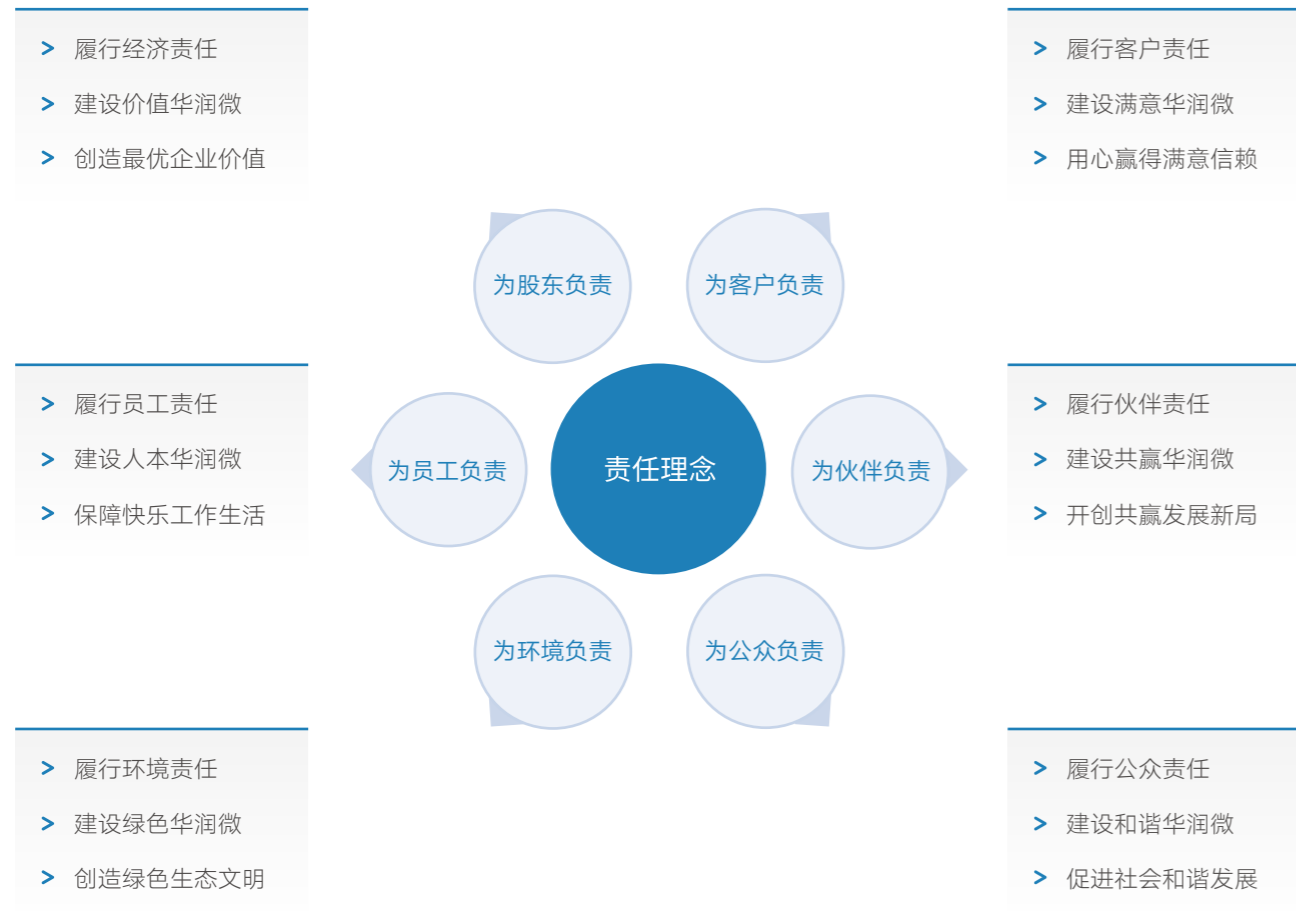 履行经济责任
建设价值华润微
创造最优企业价值
履行客户责任
建设满意华润微
用心赢得满意信赖
为股东负责
为客户负责
履行员工责任
建设人本华润微
保障快乐工作生活
为员工负责
责任理念
为伙伴负责
履行伙伴责任
建设共赢华润微
开创共赢发展新局
为环境负责
为公众负责
履行环境责任
建设绿色华润微
创造绿色生态文明
履行公众责任
建设和谐华润微
促进社会和谐发展